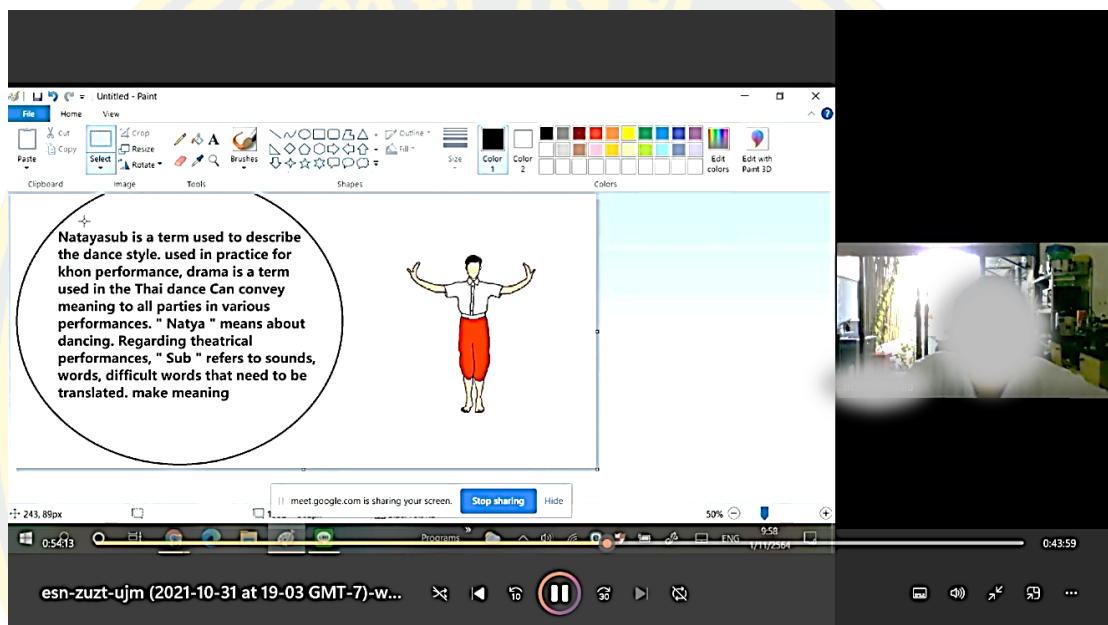 Untitled - Paint
File Home View
Cut
Copy
Paste
Clipboard
Select
Crop
Resize
Rotate
Image
Tools
Brushes
Shapes
Outline
Fill
Size
Color 1
Color 2
Colors
Edit colors
Edit with Paint 3D
Natayasub is a term used to describe
the dance style. used in practice for
khon performance, drama is a term
used in the Thai dance Can convey
meaning to all parties in various
performances. " Natya " means about
dancing. Regarding theatrical
performances, " Sub " refers to sounds,
words, difficult words that need to be
translated. make meaning
meet.google.com is sharing your screen. Stop sharing Hide
243, 89px
50%
Programs
ENG
9:58
1/11/2564
0:54:13
0:43:59
esn-zuzt-ujm (2021-10-31 at 19-03 GMT-7)-w...
10
30